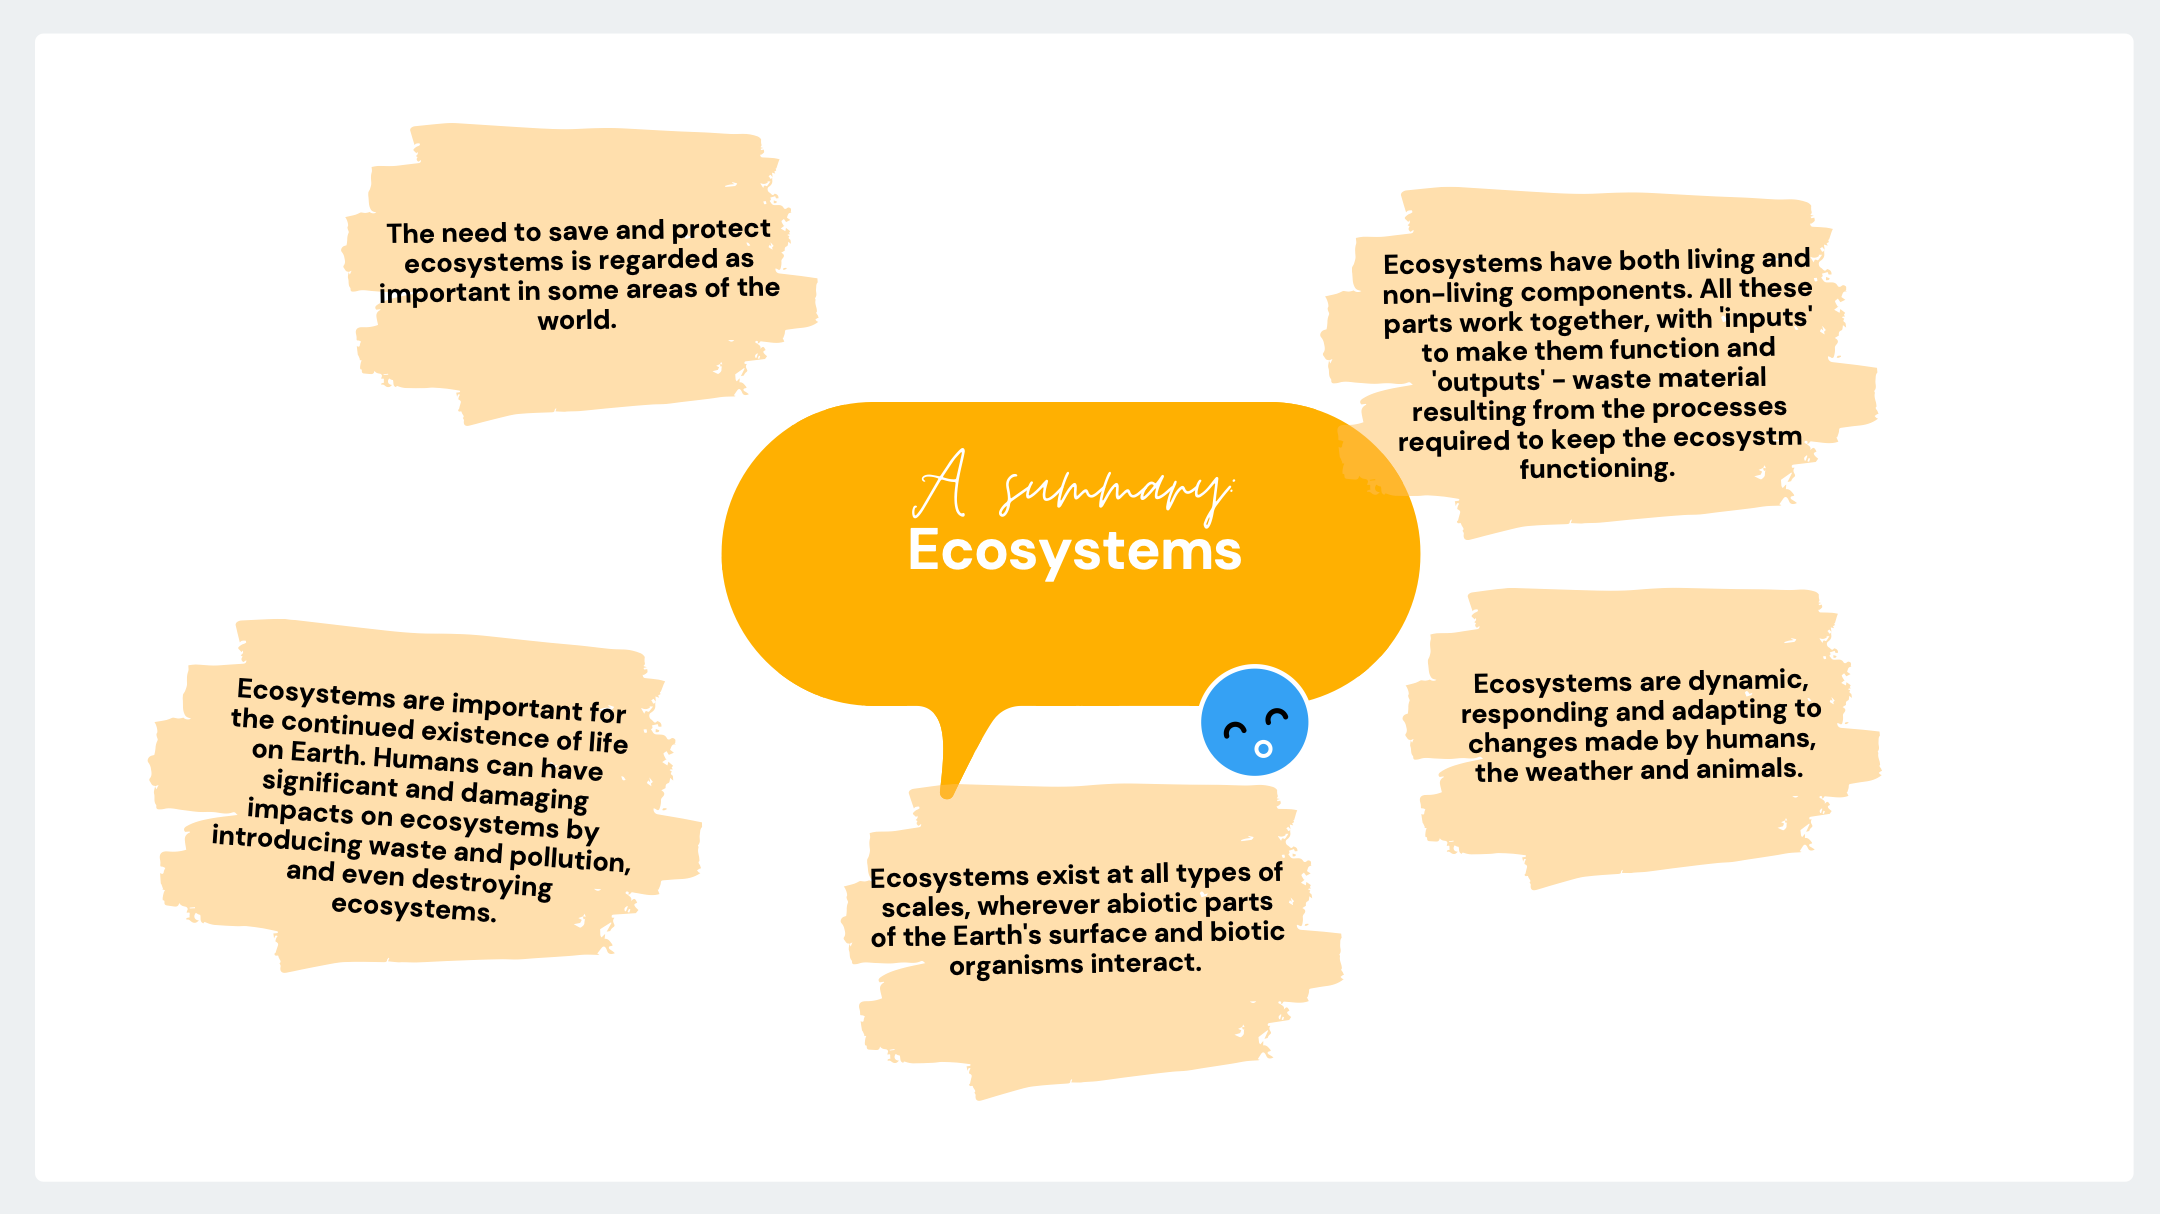 The need to save and protect
ecosystems is regarded as
important in some areas of the
world.
Ecosystems have both living and
non-living components. All these
parts work together, with 'inputs'
to make them function and
'outputs' - waste material
resulting from the processes
required to keep the ecosystm
functioning.
A summary:
Ecosystems
Ecosystems are important for
the continued existence of life
on Earth. Humans can have
significant and damaging
impacts on ecosystems by
introducing waste and pollution,
and even destroying
ecosystems.
Ecosystems are dynamic,
responding and adapting to
changes made by humans,
the weather and animals.
Ecosystems exist at all types of
scales, wherever abiotic parts
of the Earth's surface and biotic
organisms interact.